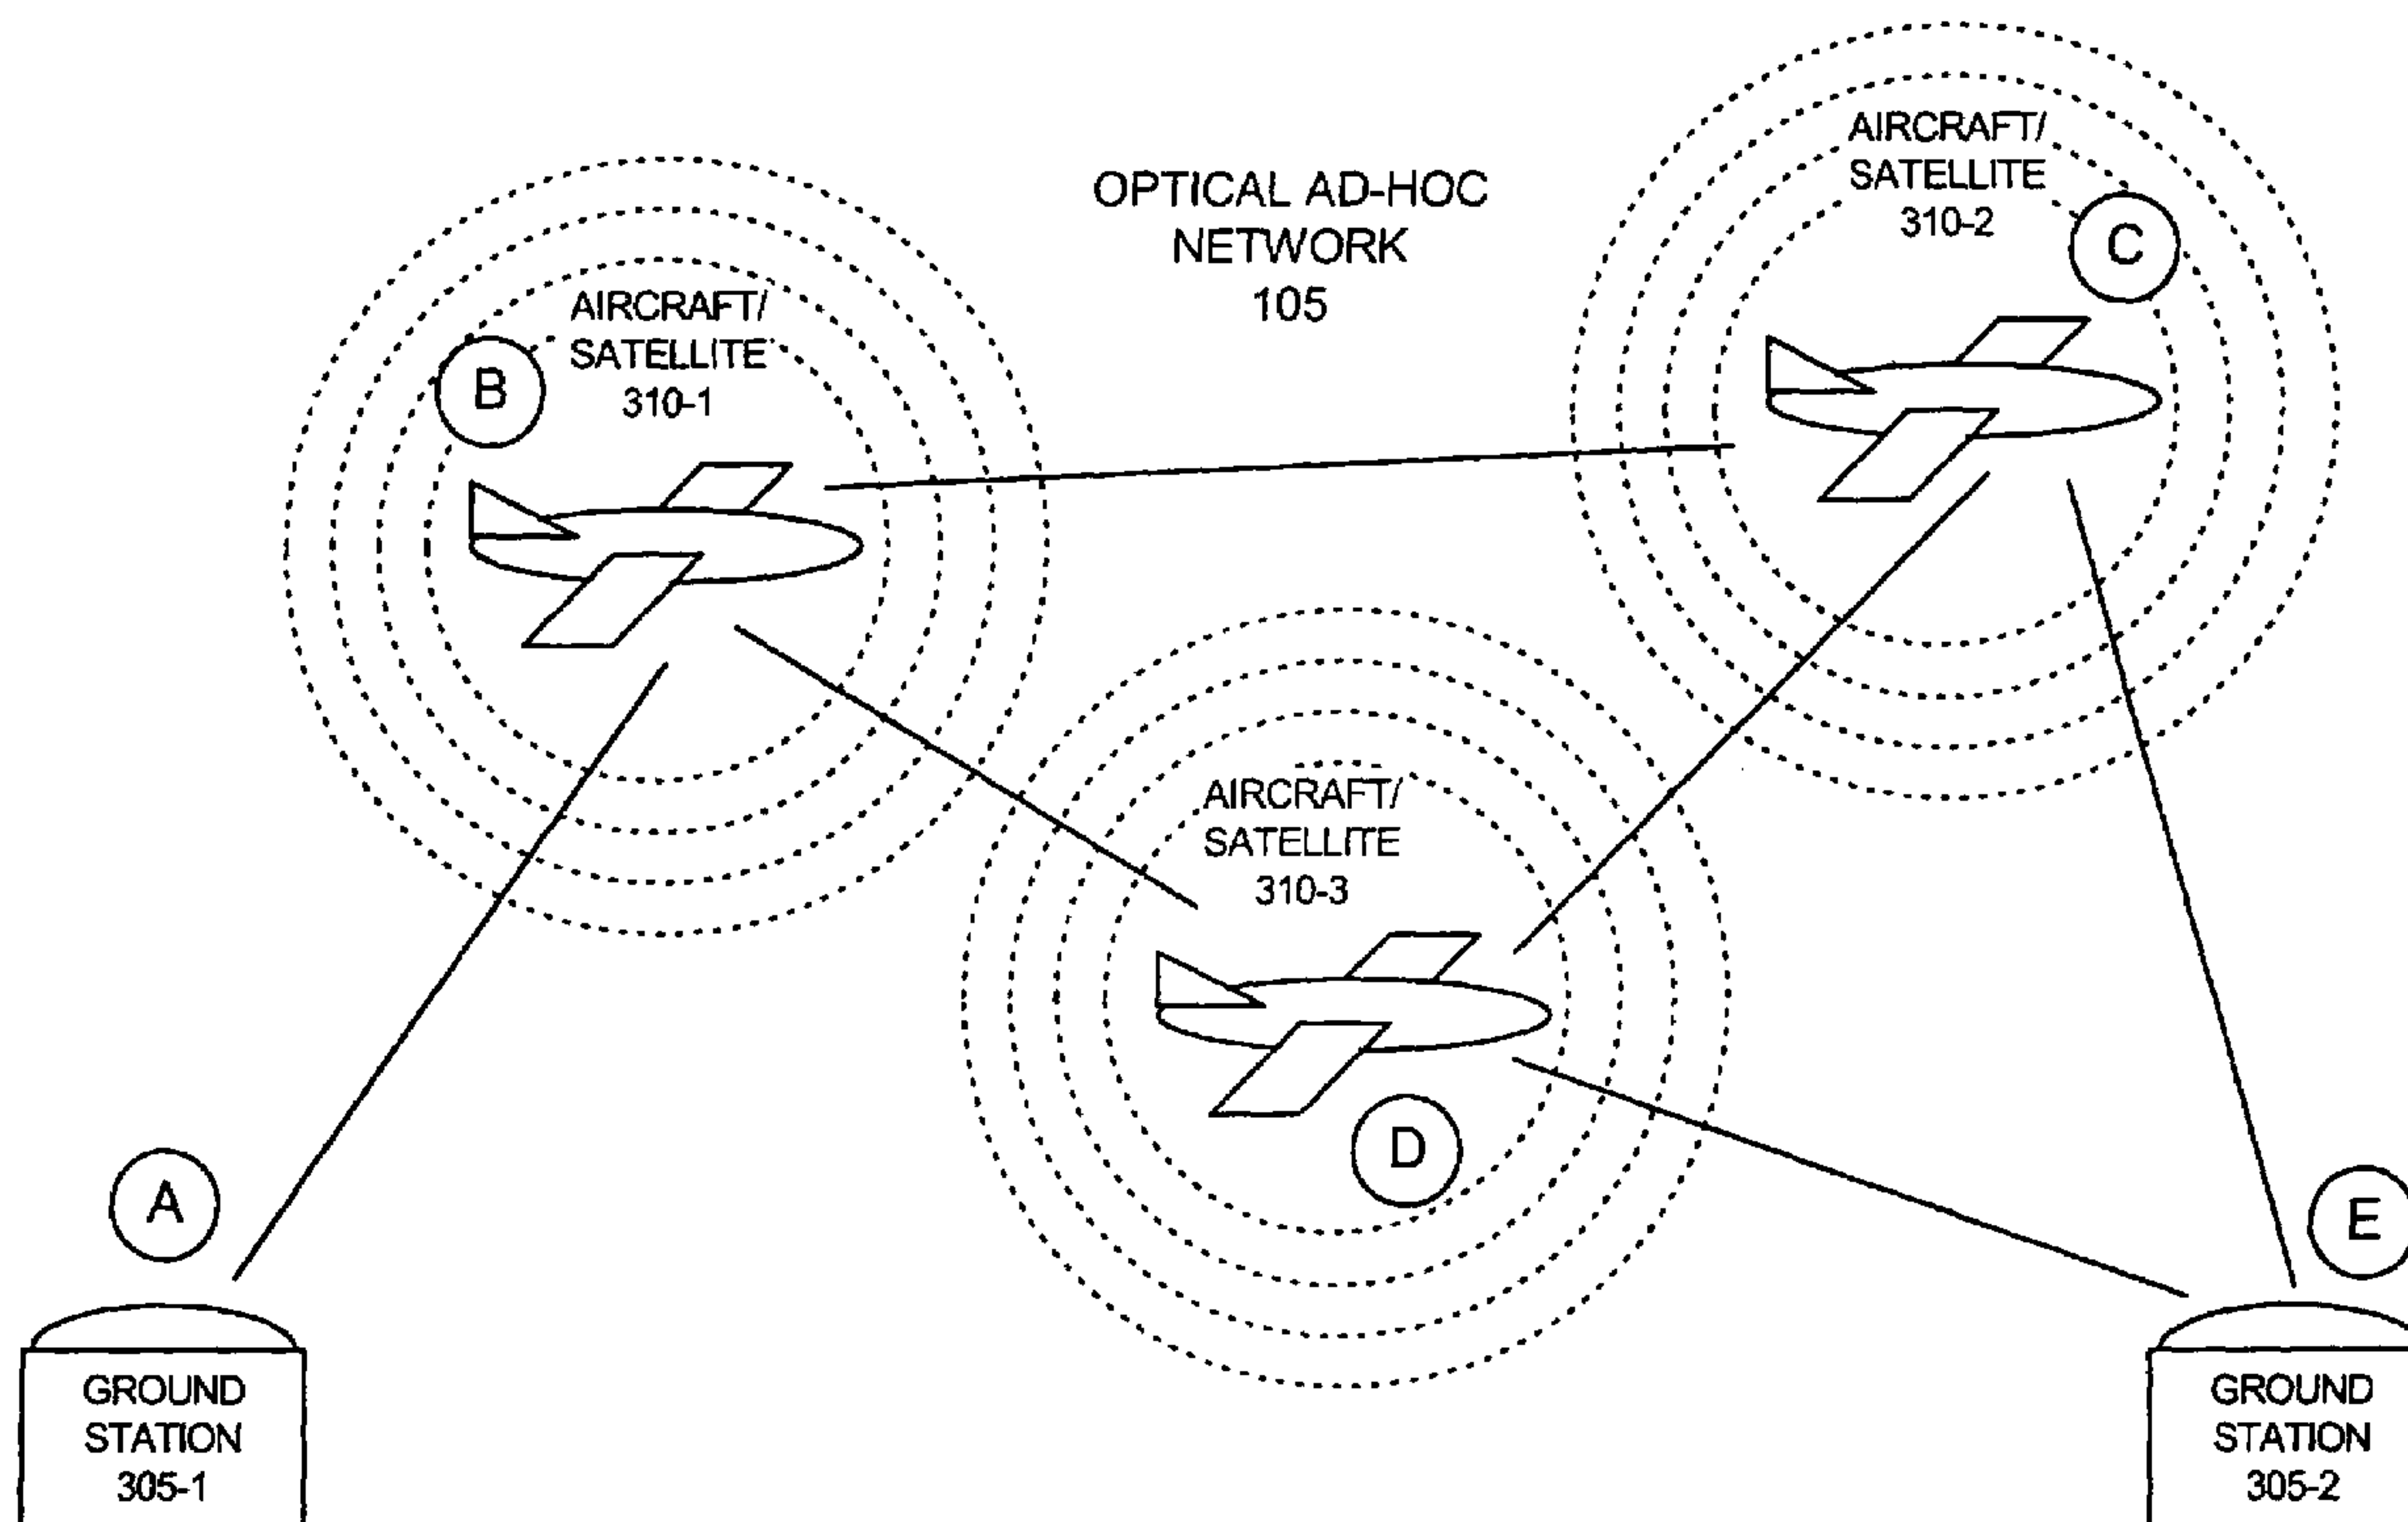 OPTICAL AD-HOC
NETWORK
105
AIRCRAFT/
SATELLITE
310-1
B
AIRCRAFT/
SATELLITE
310-2
C
AIRCRAFT/
SATELLITE
310-3
D
A
GROUND
STATION
305-1
E
GROUND
STATION
305-2